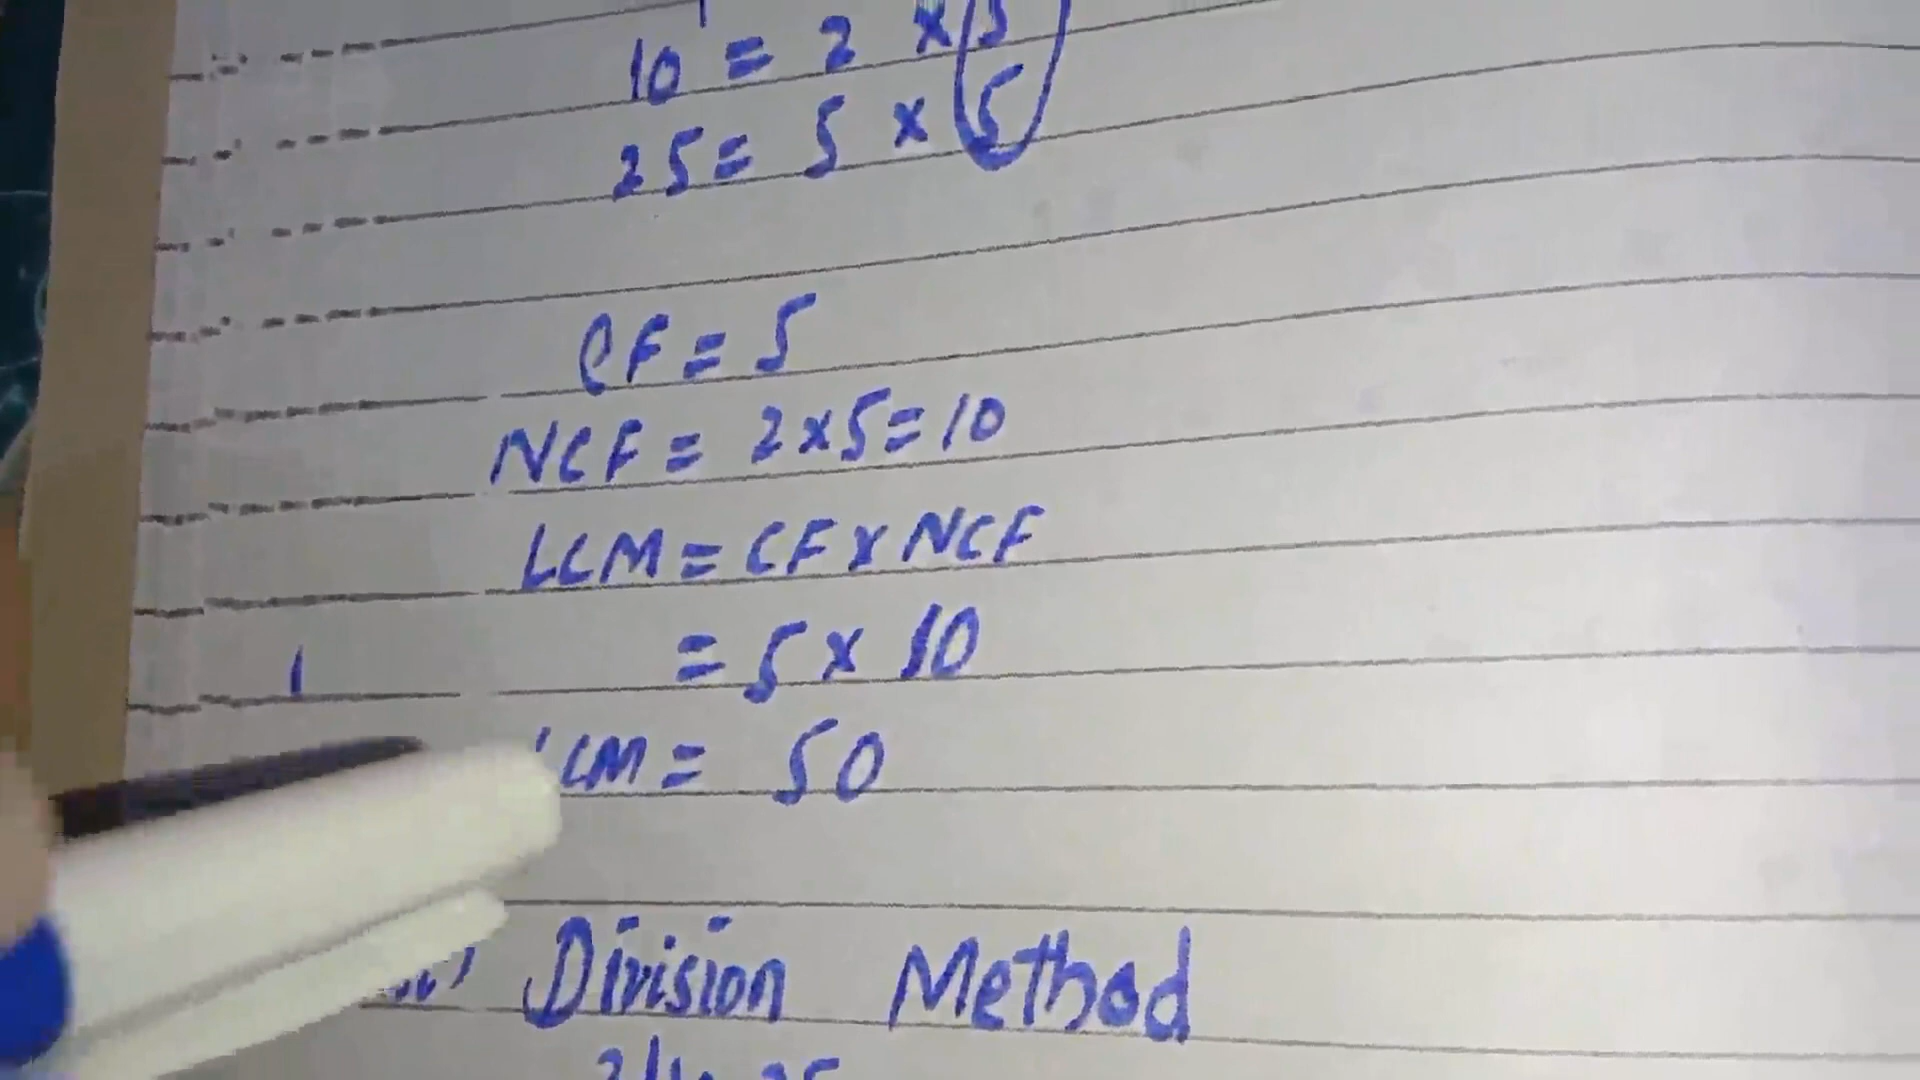 10 = 2 × 5
25 = 5 × 5
CF = 5
NCF = 2×5=10
LCM = CF × NCF
= 5 × 10
LCM = 50
Division Method